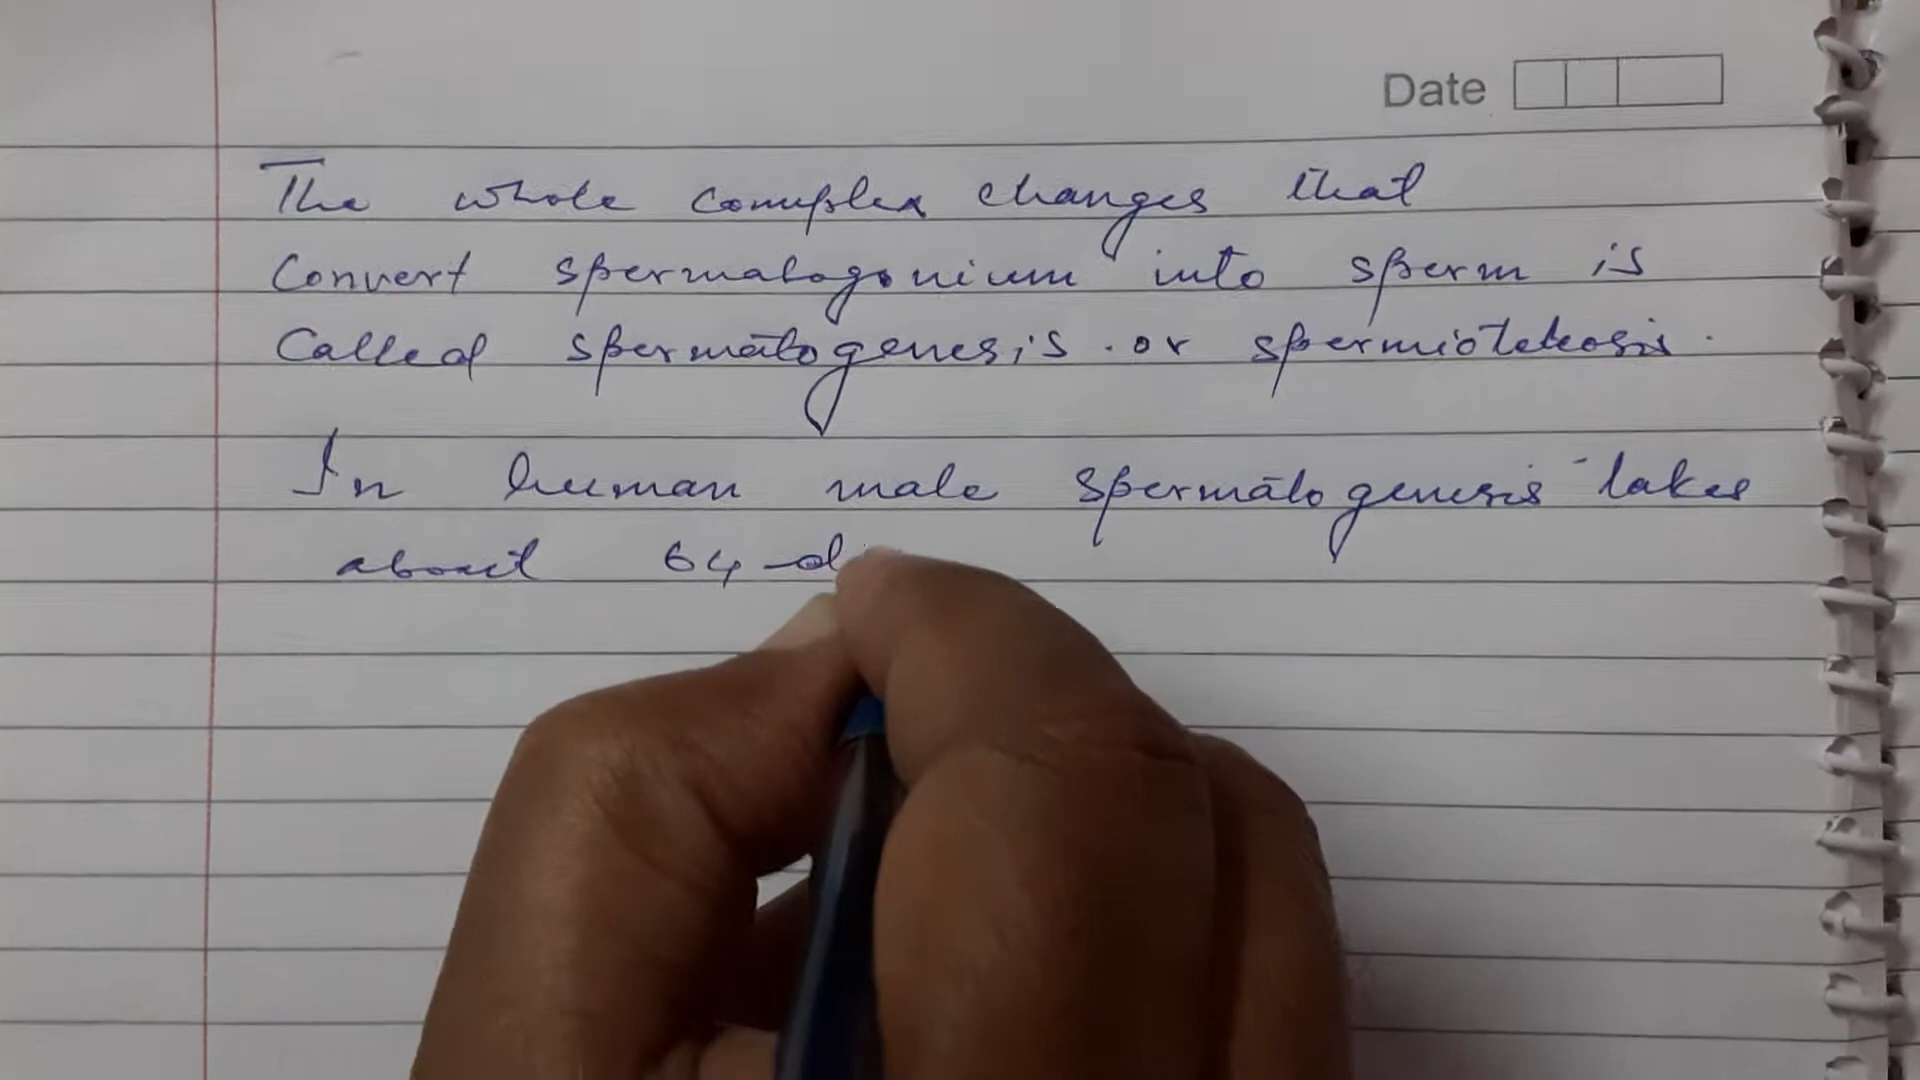 Date
The whole complex changes that
Convert spermatogonium into sperm is
Called spermatogenesis. or spermioteleosis.
In human male spermatogenesis takes
about 64 d